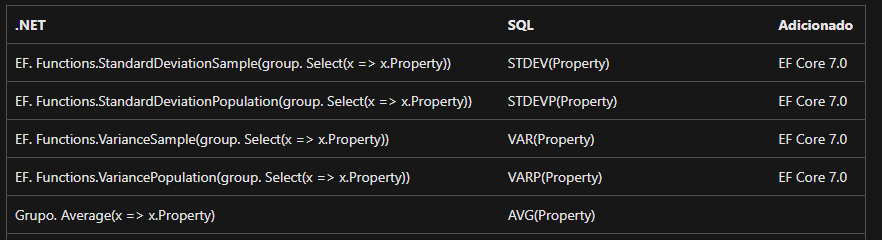 .NET SQL Adicionado
EF. Functions.StandardDeviationSample(group. Select(x => x.Property)) STDEV(Property) EF Core 7.0
EF. Functions.StandardDeviationPopulation(group. Select(x => x.Property)) STDEVP(Property) EF Core 7.0
EF. Functions.VarianceSample(group. Select(x => x.Property)) VAR(Property) EF Core 7.0
EF. Functions.VariancePopulation(group. Select(x => x.Property)) VARP(Property) EF Core 7.0
Grupo. Average(x => x.Property) AVG(Property)